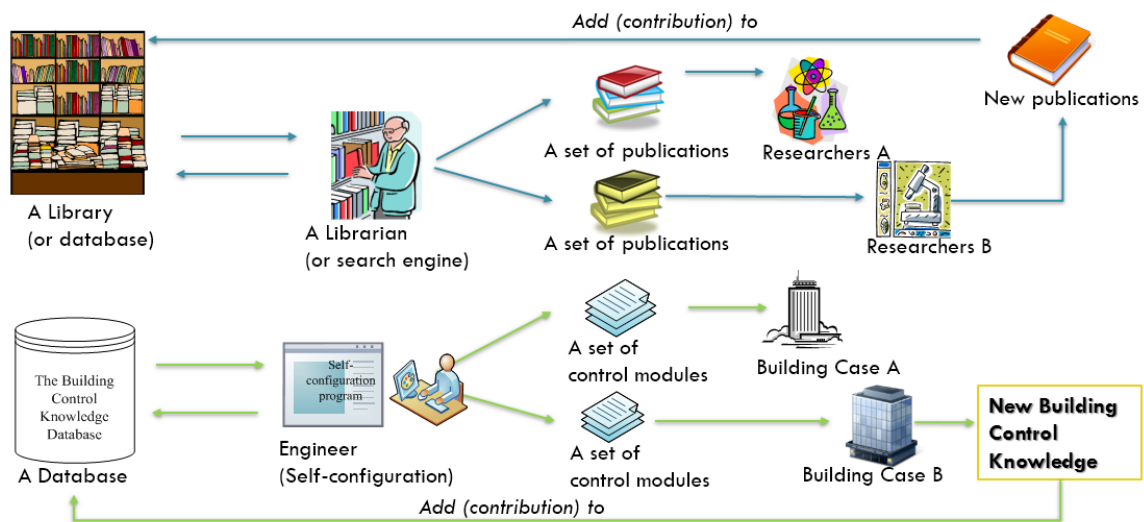 Add (contribution) to
New publications
A set of publications
Researchers A
A Library
(or database)
A Librarian
(or search engine)
A set of publications
Researchers B
The Building
Control
Knowledge
Database
A Database
Self-
configuration
program
Engineer
(Self-configuration)
A set of
control modules
Building Case A
A set of
control modules
Building Case B
New Building
Control
Knowledge
Add (contribution) to